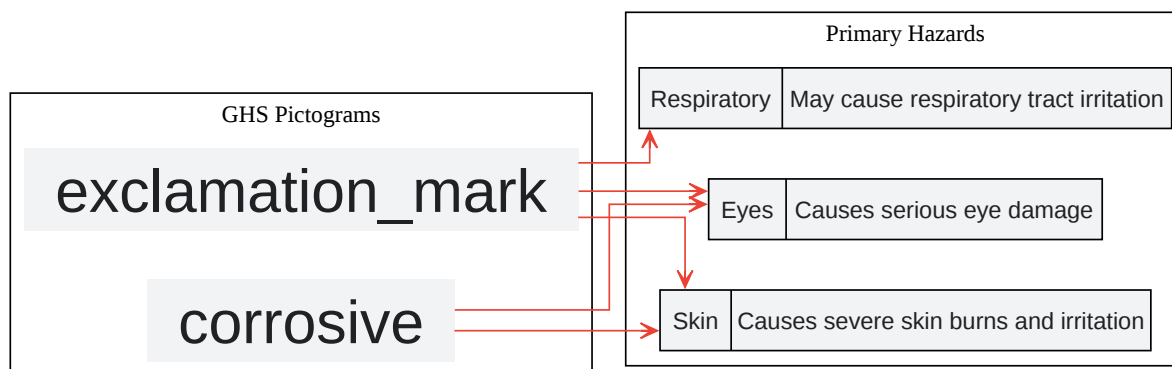 GHS Pictograms
exclamation_mark
corrosive
Primary Hazards
Respiratory May cause respiratory tract irritation
Eyes Causes serious eye damage
Skin Causes severe skin burns and irritation